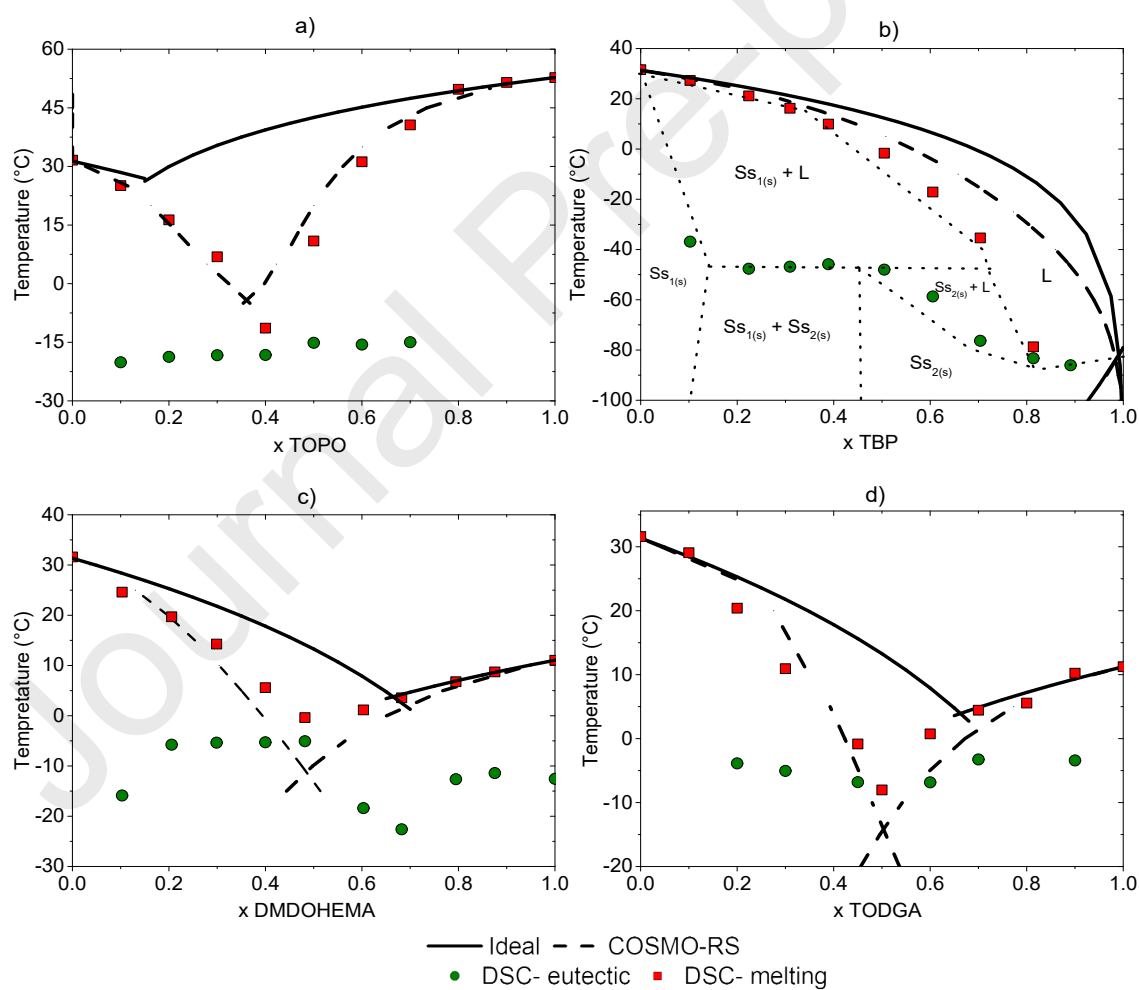 a)
60
45
30
15
0
-15
-30
Temperature (°C)
0.0 0.2 0.4 0.6 0.8 1.0
x TOPO
b)
40
20
0
-20
-40
-60
-80
-100
Temperature (°C)
Ss1(s) + L
Ss1(s)
Ss2(s) + L
L
Ss1(s) + Ss2(s)
Ss2(s)
0.0 0.2 0.4 0.6 0.8 1.0
x TBP
c)
40
30
20
10
0
-10
-20
-30
Tempretature (°C)
0.0 0.2 0.4 0.6 0.8 1.0
x DMDOHEMA
d)
30
20
10
0
-10
-20
Temperature (°C)
0.0 0.2 0.4 0.6 0.8 1.0
x TODGA
Ideal COSMO-RS
DSC- eutectic DSC- melting
Journal Pre-p